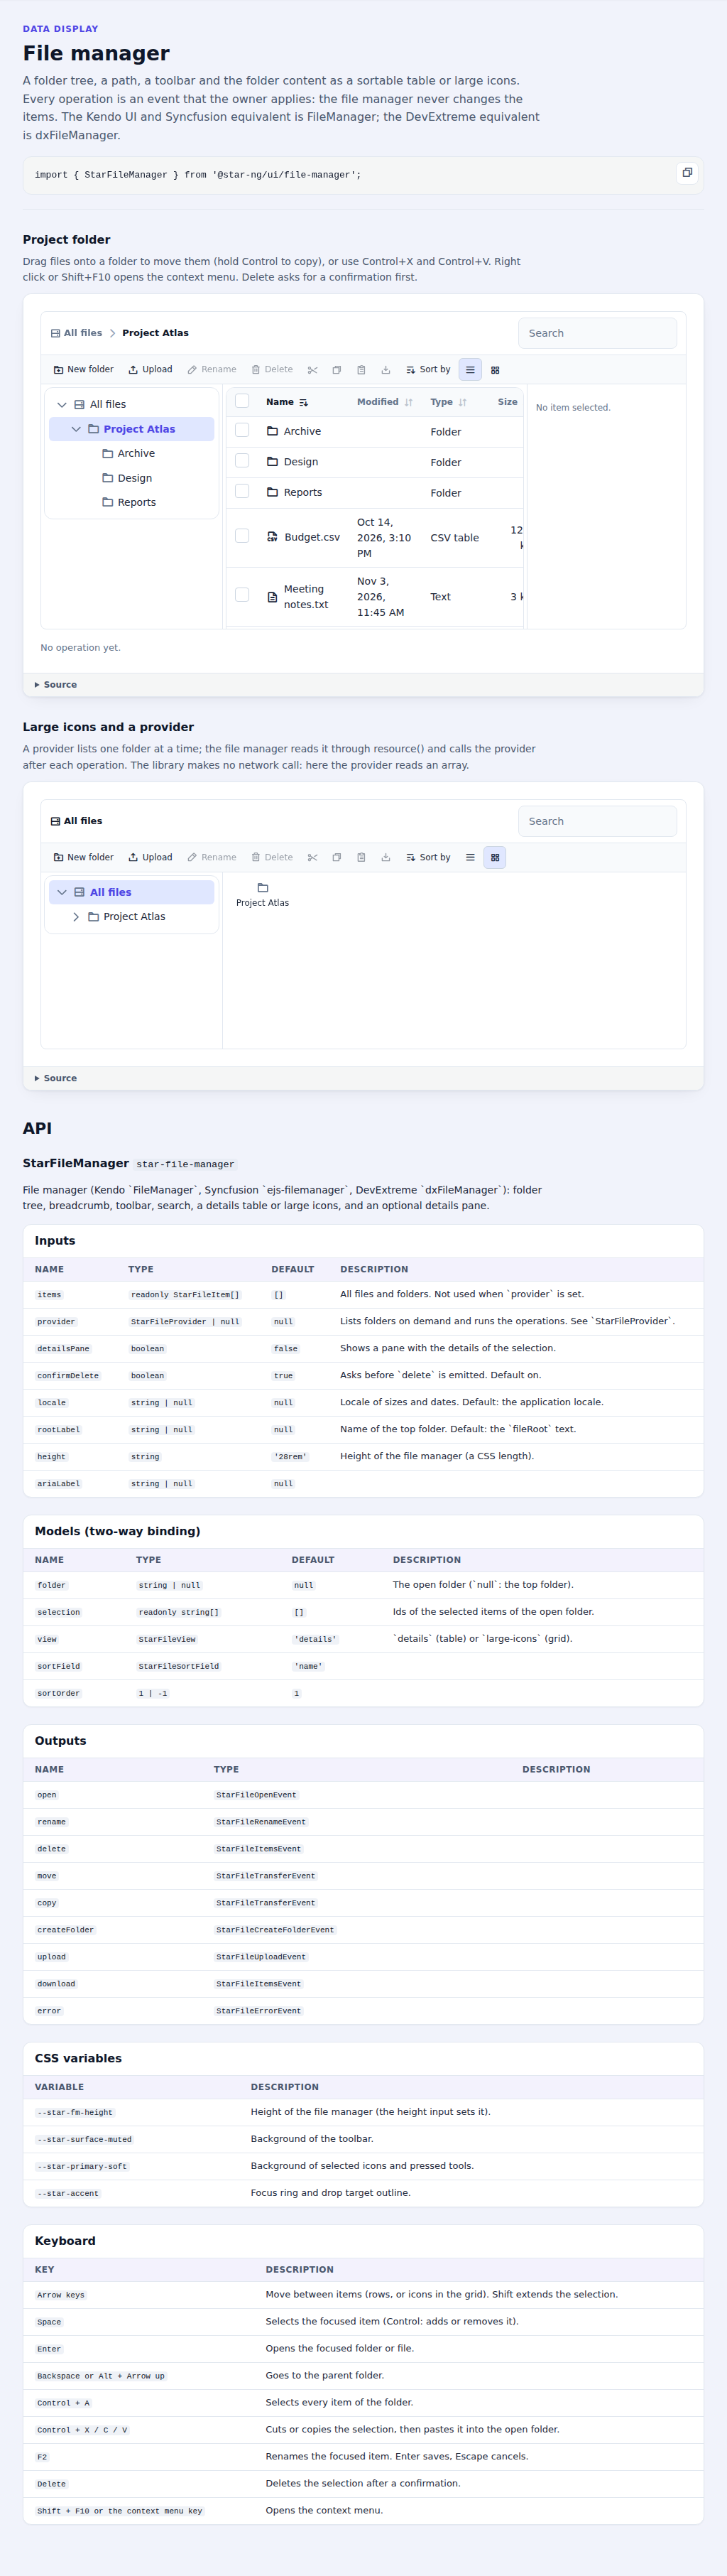 DATA DISPLAY
File manager
A folder tree, a path, a toolbar and the folder content as a sortable table or large icons.
Every operation is an event that the owner applies: the file manager never changes the
items. The Kendo UI and Syncfusion equivalent is FileManager; the DevExtreme equivalent
is dxFileManager.
import { StarFileManager } from '@star-ng/ui/file-manager';
Project folder
Drag files onto a folder to move them (hold Control to copy), or use Control+X and Control+V. Right
click or Shift+F10 opens the context menu. Delete asks for a confirmation first.
All files Project Atlas Search
New folder Upload Rename Delete Sort by
All files
Project Atlas
Archive
Design
Reports
Name Modified Type Size
Archive Folder
Design Folder
Reports Folder
Budget.csv Oct 14, 2026, 3:10 PM CSV table 12
Meeting notes.txt Nov 3, 2026, 11:45 AM Text 3
No item selected.
No operation yet.
Source
Large icons and a provider
A provider lists one folder at a time; the file manager reads it through resource() and calls the provider
after each operation. The library makes no network call: here the provider reads an array.
All files Search
New folder Upload Rename Delete Sort by
All files
Project Atlas
Project Atlas
Source
API
StarFileManager star-file-manager
File manager (Kendo `FileManager`, Syncfusion `ejs-filemanager`, DevExtreme `dxFileManager`): folder
tree, breadcrumb, toolbar, search, a details table or large icons, and an optional details pane.
Inputs
NAME TYPE DEFAULT DESCRIPTION
items readonly StarFileItem[] [] All files and folders. Not used when `provider` is set.
provider StarFileProvider | null null Lists folders on demand and runs the operations. See `StarFileProvider`.
detailsPane boolean false Shows a pane with the details of the selection.
confirmDelete boolean true Asks before `delete` is emitted. Default on.
locale string | null null Locale of sizes and dates. Default: the application locale.
rootLabel string | null null Name of the top folder. Default: the `fileRoot` text.
height string '28rem' Height of the file manager (a CSS length).
ariaLabel string | null null
Models (two-way binding)
NAME TYPE DEFAULT DESCRIPTION
folder string | null null The open folder (`null`: the top folder).
selection readonly string[] [] Ids of the selected items of the open folder.
view StarFileView 'details' `details` (table) or `large-icons` (grid).
sortField StarFileSortField 'name'
sortOrder 1 | -1 1
Outputs
NAME TYPE DESCRIPTION
open StarFileOpenEvent
rename StarFileRenameEvent
delete StarFileItemsEvent
move StarFileTransferEvent
copy StarFileTransferEvent
createFolder StarFileCreateFolderEvent
upload StarFileUploadEvent
download StarFileItemsEvent
error StarFileErrorEvent
CSS variables
VARIABLE DESCRIPTION
--star-fm-height Height of the file manager (the height input sets it).
--star-surface-muted Background of the toolbar.
--star-primary-soft Background of selected icons and pressed tools.
--star-accent Focus ring and drop target outline.
Keyboard
KEY DESCRIPTION
Arrow keys Move between items (rows, or icons in the grid). Shift extends the selection.
Space Selects the focused item (Control: adds or removes it).
Enter Opens the focused folder or file.
Backspace or Alt + Arrow up Goes to the parent folder.
Control + A Selects every item of the folder.
Control + X / C / V Cuts or copies the selection, then pastes it into the open folder.
F2 Renames the focused item. Enter saves, Escape cancels.
Delete Deletes the selection after a confirmation.
Shift + F10 or the context menu key Opens the context menu.